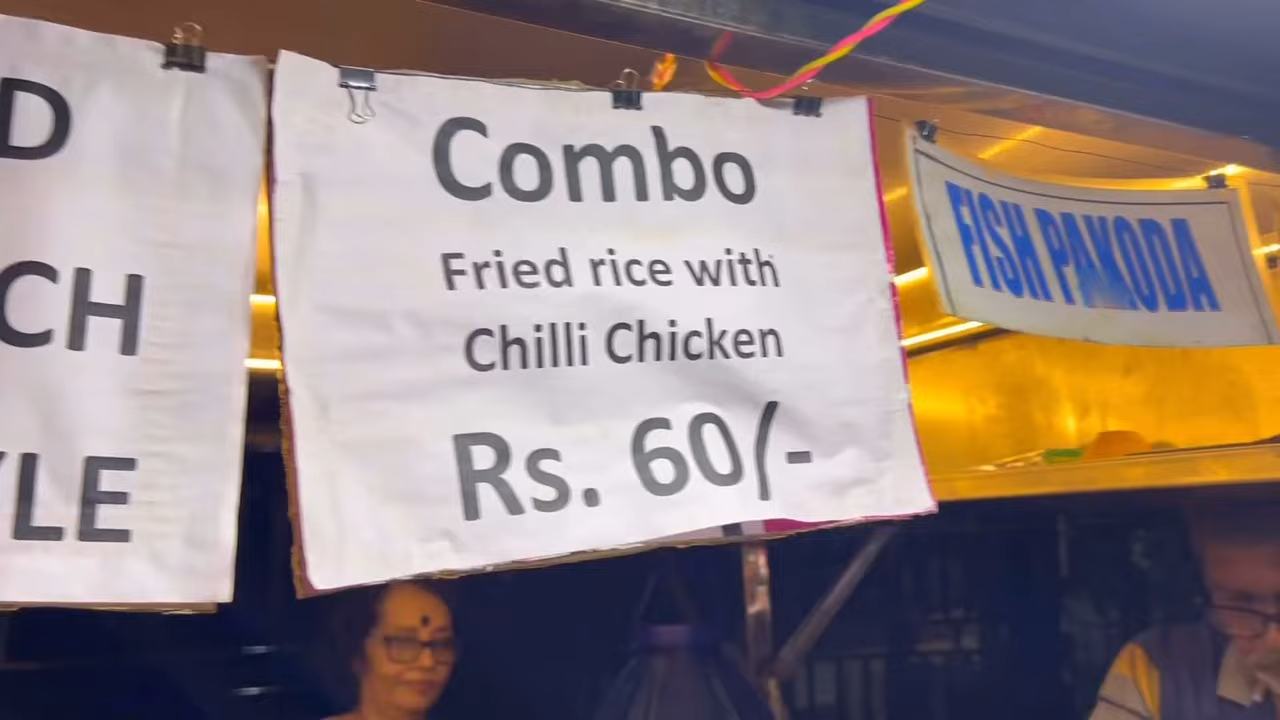 D
CH
YLE
Combo
Fried rice with
Chilli Chicken
Rs. 60/-
FISH PAKODA